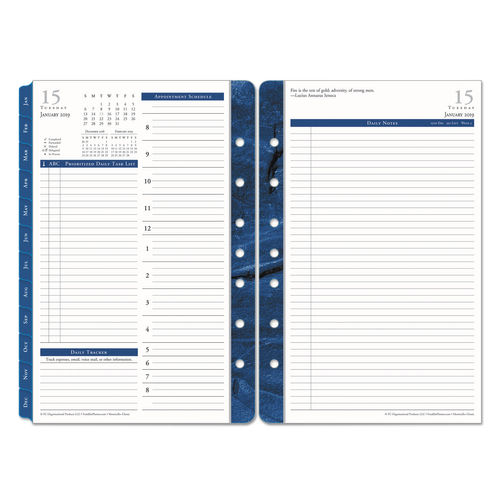 15
TUESDAY
JANUARY 2019
S M T W T F S
1 2 3 4 5
6 7 8 9 10 11 12
13 14 15 16 17 18 19
20 21 22 23 24 25 26
27 28 29 30 31
DECEMBER 2018
FEBRUARY 2019
APPOINTMENT SCHEDULE
ABC PRIORITIZED DAILY TASK LIST
8
9
10
11
12
1
2
3
4
5
6
7
8
DAILY TRACKER
Track expenses, email, voice mail, or other information.
JAN
FEB
MAR
APR
MAY
JUN
JUL
AUG
SEP
OCT
NOV
DEC
Fire is the test of gold; adversity, of strong men.
—Lucius Annaeus Seneca
15
TUESDAY
JANUARY 2019
DAILY NOTES